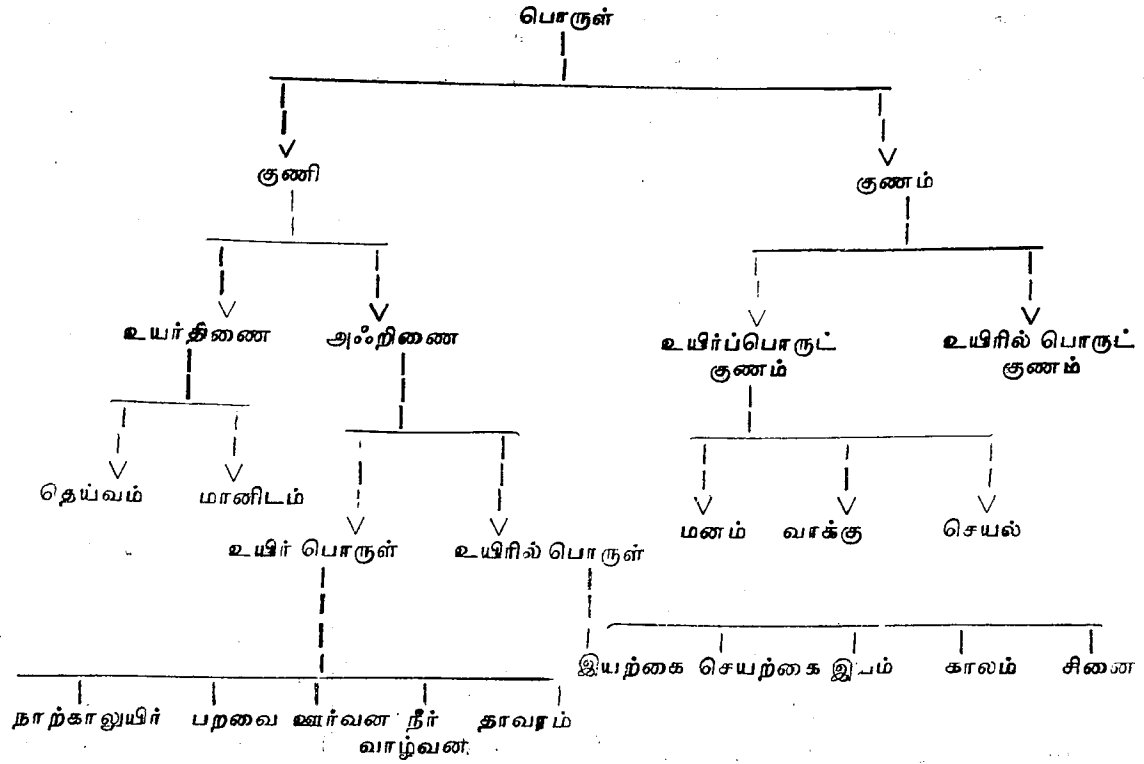 பொருள்
குணி
குணம்
உயர்திணை
அஃறிணை
உயிர்ப்பொருட்
குணம்
உயிரில் பொருட்
குணம்
தெய்வம்
மானிடம்
மனம்
வாக்கு
செயல்
உயிர் பொருள்
உயிரில் பொருள்
இயற்கை செயற்கை இடம் காலம் சினை
நாற்காலுயிர் பறவை ஊர்வன நீர் தாவரம்
வாழ்வன